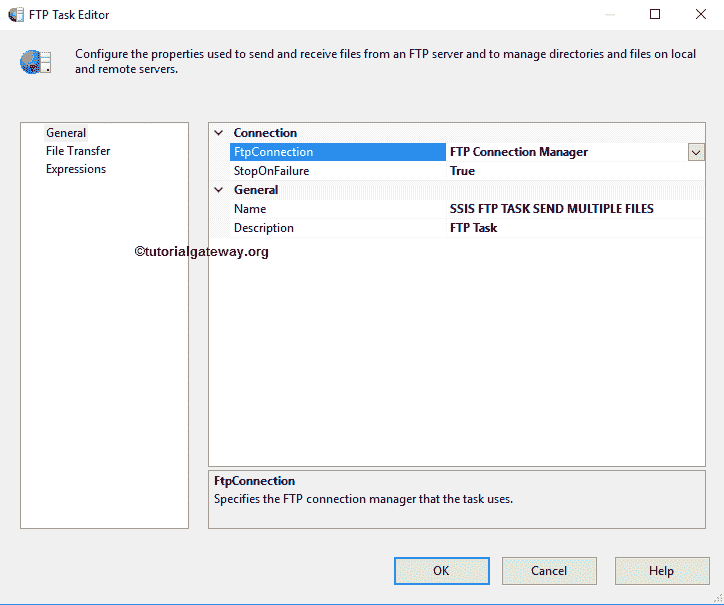 FTP Task Editor
Configure the properties used to send and receive files from an FTP server and to manage directories and files on local
and remote servers.
General
File Transfer
Expressions
Connection
FtpConnection FTP Connection Manager
StopOnFailure True
General
Name SSIS FTP TASK SEND MULTIPLE FILES
Description FTP Task
©tutorialgateway.org
FtpConnection
Specifies the FTP connection manager that the task uses.
OK Cancel Help